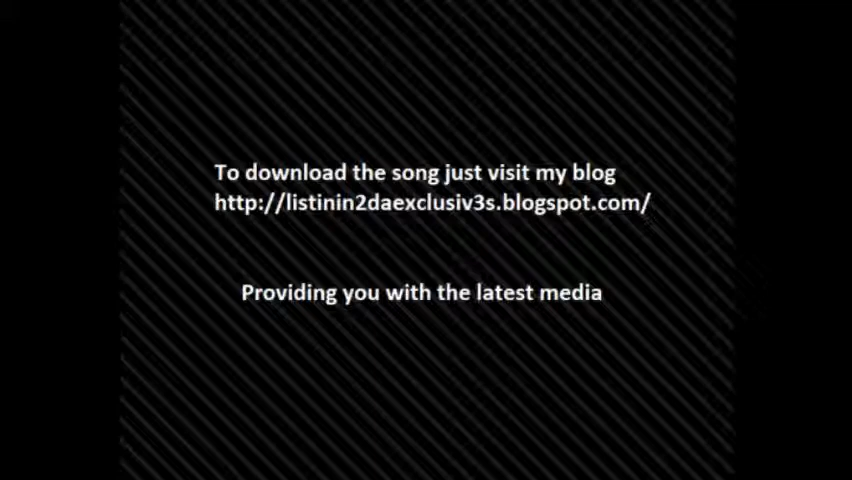 To download the song just visit my blog
http://listinin2daexclusiv3s.blogspot.com/
Providing you with the latest media